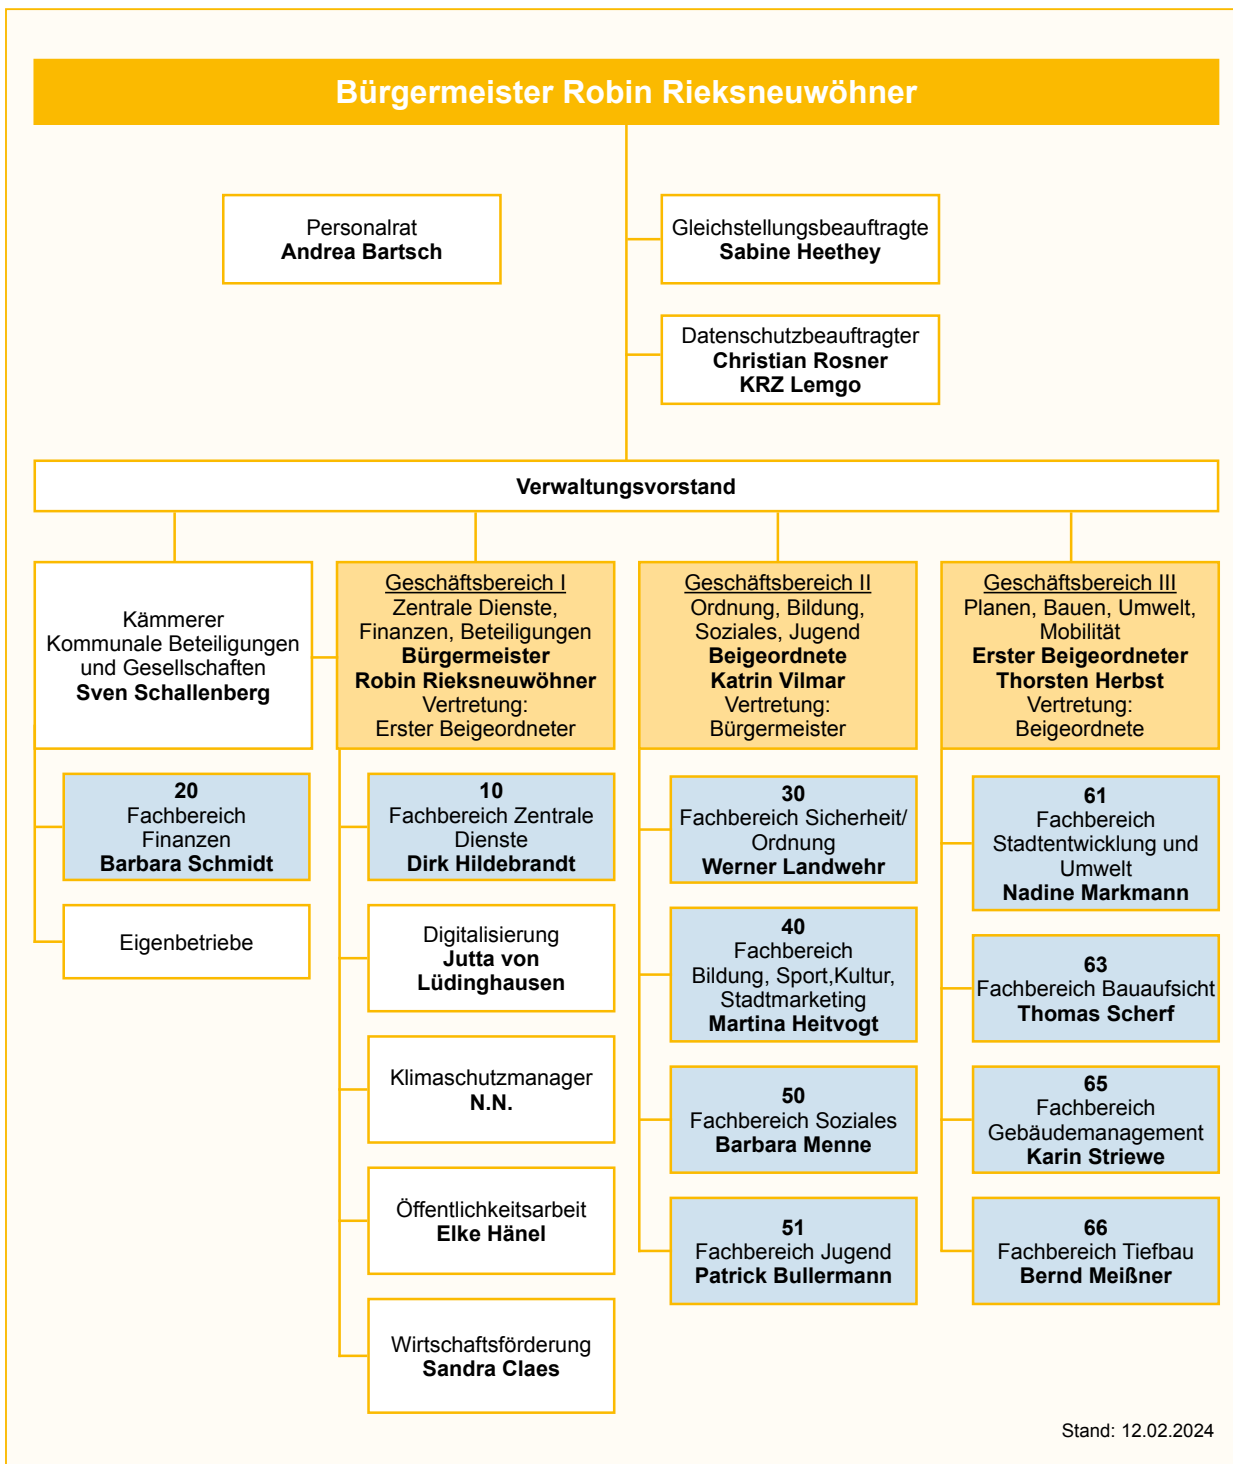 Bürgermeister Robin Rieksneuwöhner
Personalrat
Andrea Bartsch
Gleichstellungsbeauftragte
Sabine Heethey
Datenschutzbeauftragter
Christian Rosner
KRZ Lemgo
Verwaltungsvorstand
Kämmerer
Kommunale Beteiligungen
und Gesellschaften
Sven Schallenberg
20
Fachbereich
Finanzen
Barbara Schmidt
Eigenbetriebe
Geschäftsbereich I
Zentrale Dienste,
Finanzen, Beteiligungen
Bürgermeister
Robin Rieksneuwöhner
Vertretung:
Erster Beigeordneter
10
Fachbereich Zentrale
Dienste
Dirk Hildebrandt
Digitalisierung
Jutta von
Lüdinghausen
Klimaschutzmanager
N.N.
Öffentlichkeitsarbeit
Elke Hänel
Wirtschaftsförderung
Sandra Claes
Geschäftsbereich II
Ordnung, Bildung,
Soziales, Jugend
Beigeordnete
Katrin Vilmar
Vertretung:
Bürgermeister
30
Fachbereich Sicherheit/
Ordnung
Werner Landwehr
40
Fachbereich
Bildung, Sport,Kultur,
Stadtmarketing
Martina Heitvogt
50
Fachbereich Soziales
Barbara Menne
51
Fachbereich Jugend
Patrick Bullermann
Geschäftsbereich III
Planen, Bauen, Umwelt,
Mobilität
Erster Beigeordneter
Thorsten Herbst
Vertretung:
Beigeordnete
61
Fachbereich
Stadtentwicklung und
Umwelt
Nadine Markmann
63
Fachbereich Bauaufsicht
Thomas Scherf
65
Fachbereich
Gebäudemanagement
Karin Striewe
66
Fachbereich Tiefbau
Bernd Meißner
Stand: 12.02.2024